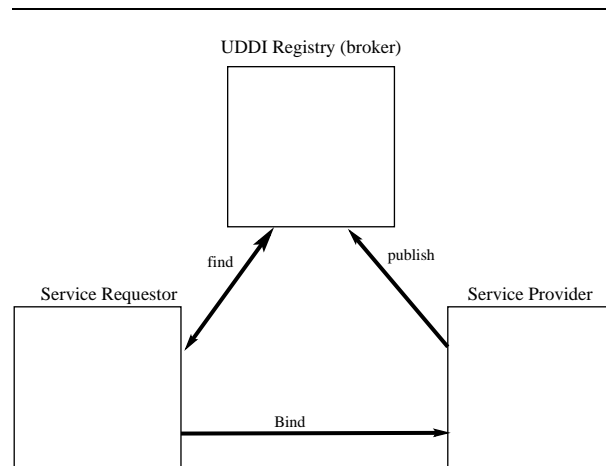 UDDI Registry (broker)
find
publish
Service Requestor
Service Provider
Bind